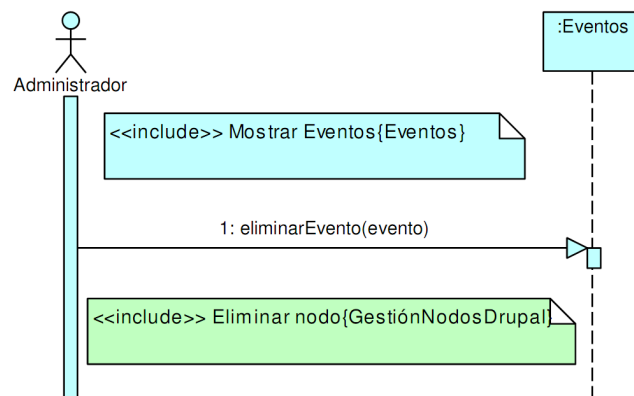 :Eventos
Administrador
<<include>> Mostrar Eventos{Eventos}
1: eliminarEvento(evento)
<<include>> Eliminar nodo{GestiónNodosDrupal}